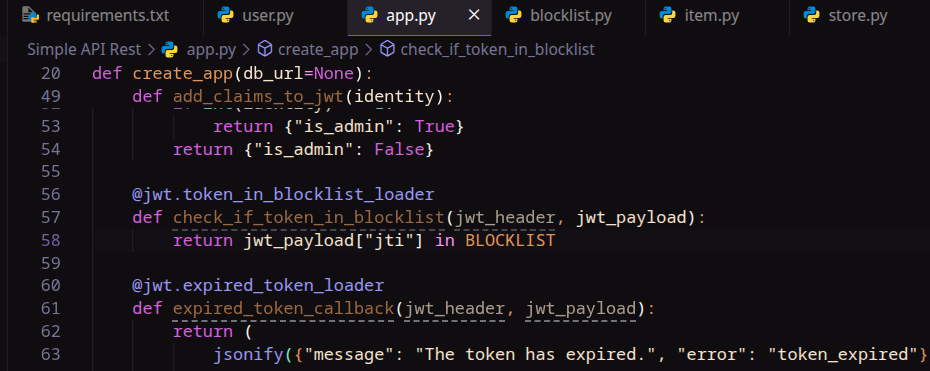 requirements.txt user.py app.py × blocklist.py item.py store.py
Simple API Rest > app.py > create_app > check_if_token_in_blocklist
20 def create_app(db_url=None):
49 def add_claims_to_jwt(identity):
53 return {"is_admin": True}
54 return {"is_admin": False}
55
56 @jwt.token_in_blocklist_loader
57 def check_if_token_in_blocklist(jwt_header, jwt_payload):
58 return jwt_payload["jti"] in BLOCKLIST
59
60 @jwt.expired_token_loader
61 def expired_token_callback(jwt_header, jwt_payload):
62 return (
63 jsonify({"message": "The token has expired.", "error": "token_expired"}